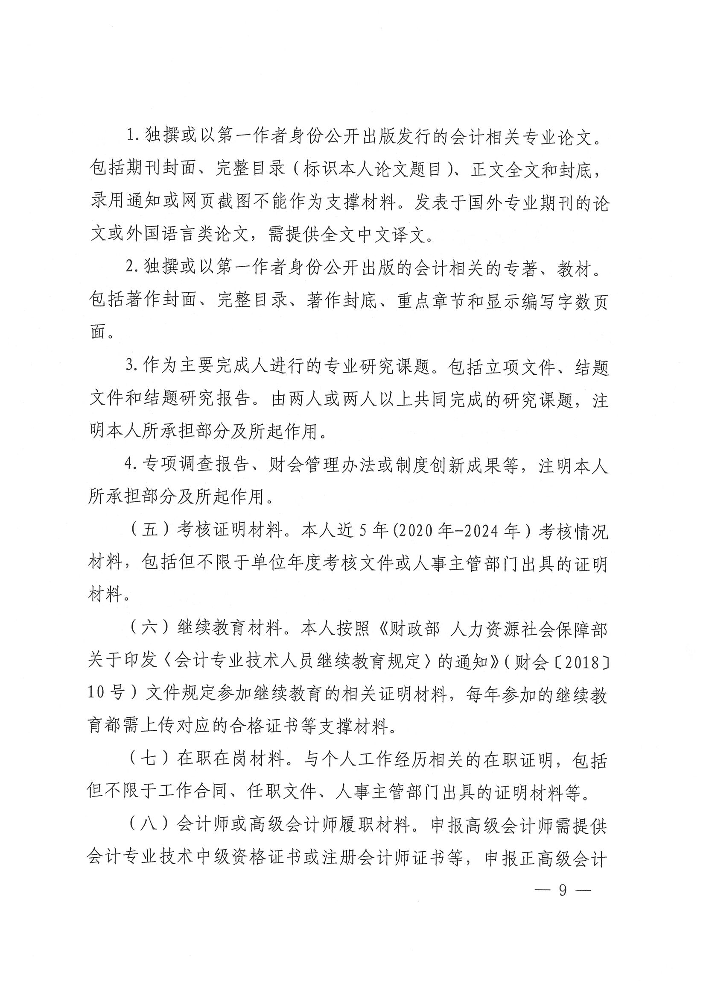 1.独撰或以第一作者身份公开出版发行的会计相关专业论文。
包括期刊封面、完整目录（标识本人论文题目）、正文全文和封底，
录用通知或网页截图不能作为支撑材料。发表于国外专业期刊的论
文或外国语言类论文，需提供全文中文译文。
2.独撰或以第一作者身份公开出版的会计相关的专著、教材。
包括著作封面、完整目录、著作封底、重点章节和显示编写字数页
面。
3.作为主要完成人进行的专业研究课题。包括立项文件、结题
文件和结题研究报告。由两人或两人以上共同完成的研究课题，注
明本人所承担部分及所起作用。
4.专项调查报告、财会管理办法或制度创新成果等，注明本人
所承担部分及所起作用。
（五）考核证明材料。本人近5年(2020年-2024年）考核情况
材料，包括但不限于单位年度考核文件或人事主管部门出具的证明
材料。
（六）继续教育材料。本人按照《财政部 人力资源社会保障部
关于印发〈会计专业技术人员继续教育规定〉的通知》（财会〔2018〕
10号）文件规定参加继续教育的相关证明材料，每年参加的继续教
育都需上传对应的合格证书等支撑材料。
（七）在职在岗材料。与个人工作经历相关的在职证明，包括
但不限于工作合同、任职文件、人事主管部门出具的证明材料等。
（八）会计师或高级会计师履职材料。申报高级会计师需提供
会计专业技术中级资格证书或注册会计师证书等，申报正高级会计
— 9 —